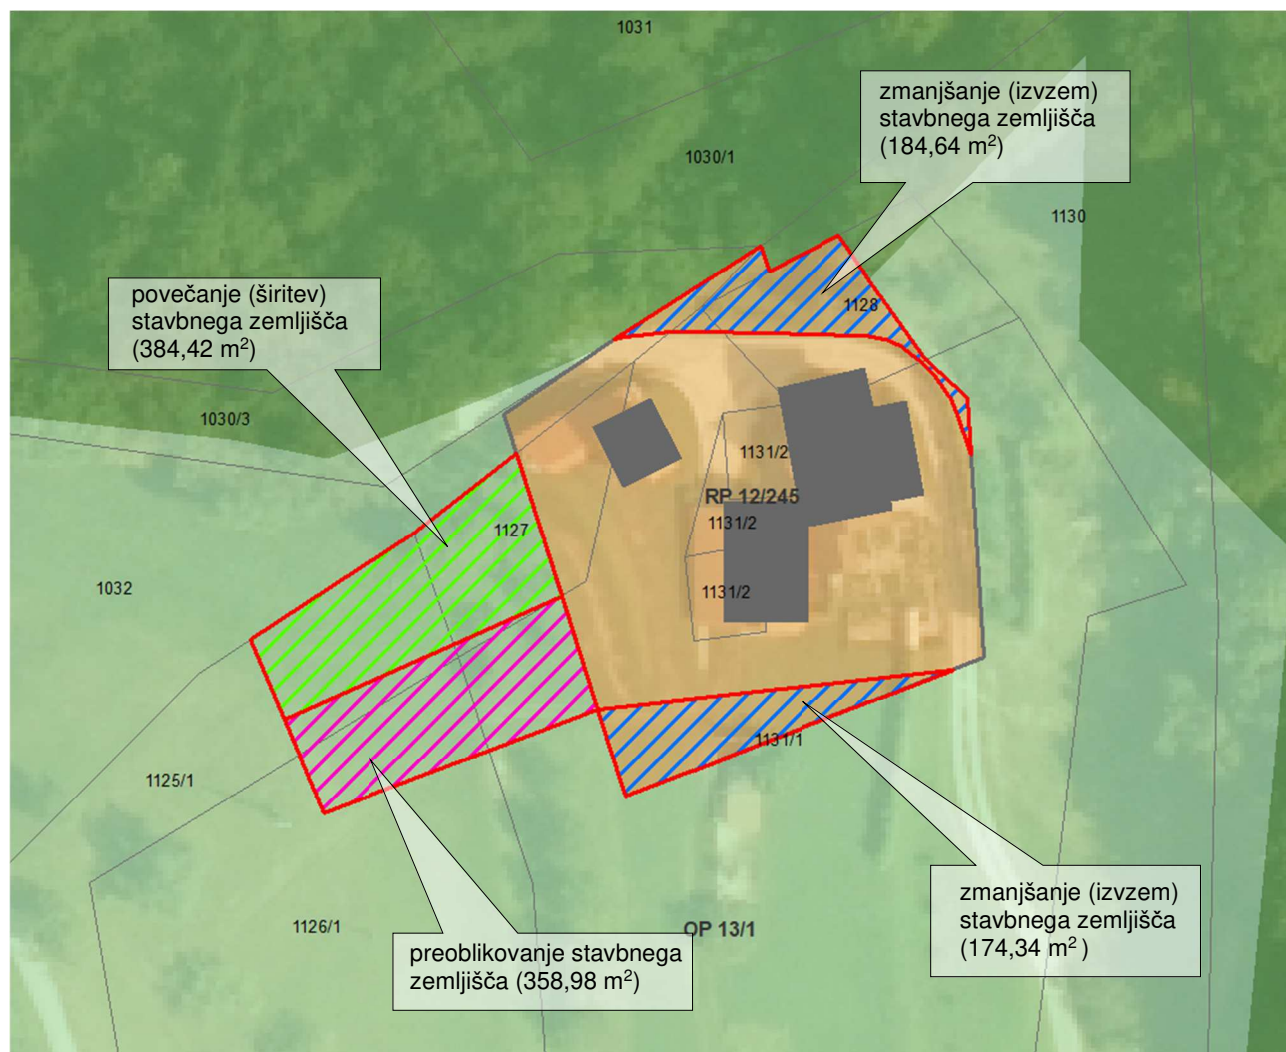 1031
zmanjšanje (izvzem)
stavbnega zemljišča
(184,64 m²)
1030/1
1130
povečanje (širitev)
stavbnega zemljišča
(384,42 m²)
1128
1030/3
1131/2
RP 12/245
1127
1131/2
1032
1131/2
1131/1
1125/1
zmanjšanje (izvzem)
stavbnega zemljišča
(174,34 m²)
1126/1
OP 13/1
preoblikovanje stavbnega
zemljišča (358,98 m²)